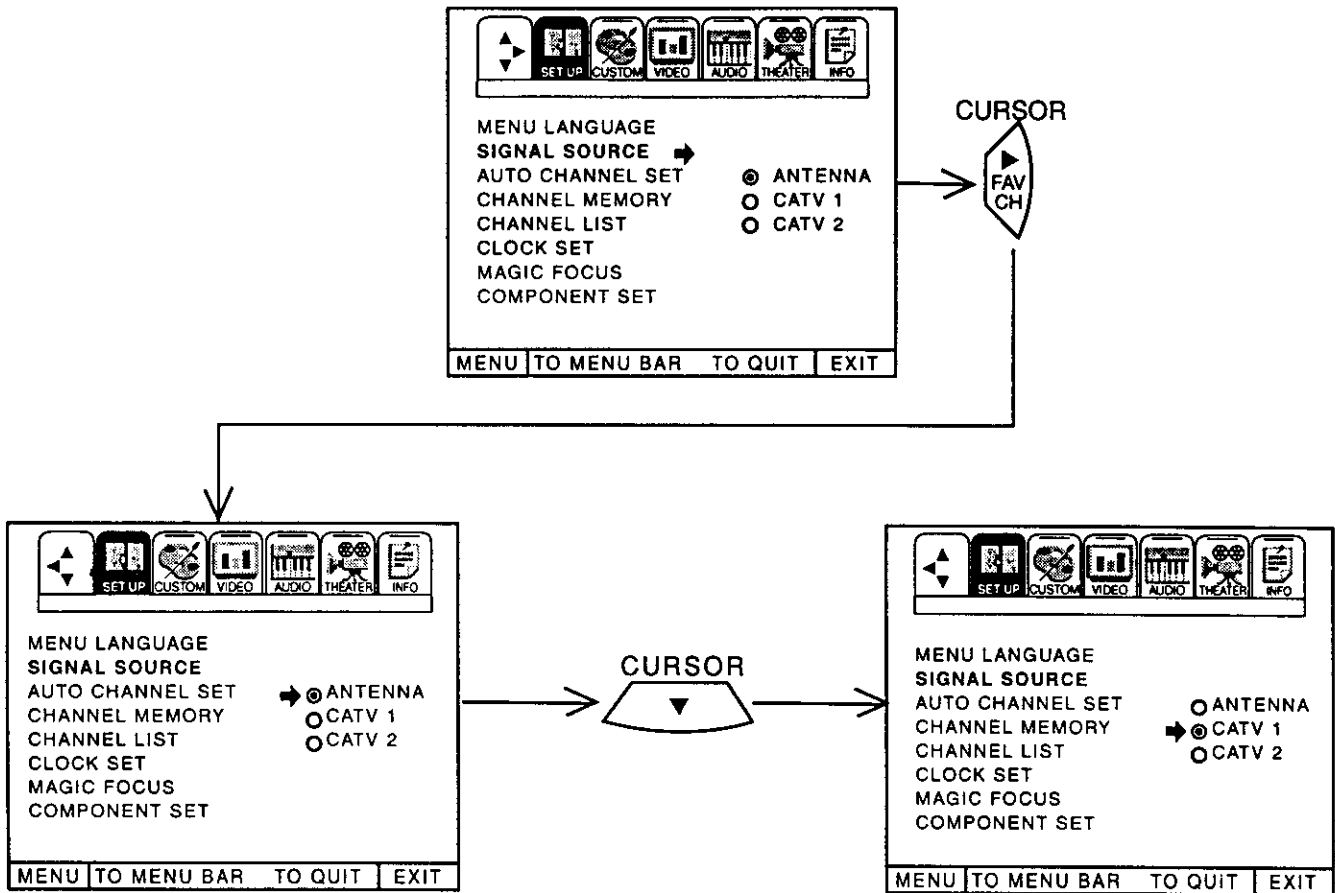 SET UP CUSTOM VIDEO AUDIO THEATER INFO
MENU LANGUAGE
SIGNAL SOURCE
AUTO CHANNEL SET ANTENNA
CHANNEL MEMORY CATV 1
CHANNEL LIST CATV 2
CLOCK SET
MAGIC FOCUS
COMPONENT SET
MENU TO MENU BAR TO QUIT EXIT
CURSOR
FAV
CH
SET UP CUSTOM VIDEO AUDIO THEATER INFO
MENU LANGUAGE
SIGNAL SOURCE
AUTO CHANNEL SET ANTENNA
CHANNEL MEMORY CATV 1
CHANNEL LIST CATV 2
CLOCK SET
MAGIC FOCUS
COMPONENT SET
MENU TO MENU BAR TO QUIT EXIT
CURSOR
SET UP CUSTOM VIDEO AUDIO THEATER INFO
MENU LANGUAGE
SIGNAL SOURCE
AUTO CHANNEL SET ANTENNA
CHANNEL MEMORY CATV 1
CHANNEL LIST CATV 2
CLOCK SET
MAGIC FOCUS
COMPONENT SET
MENU TO MENU BAR TO QUIT EXIT